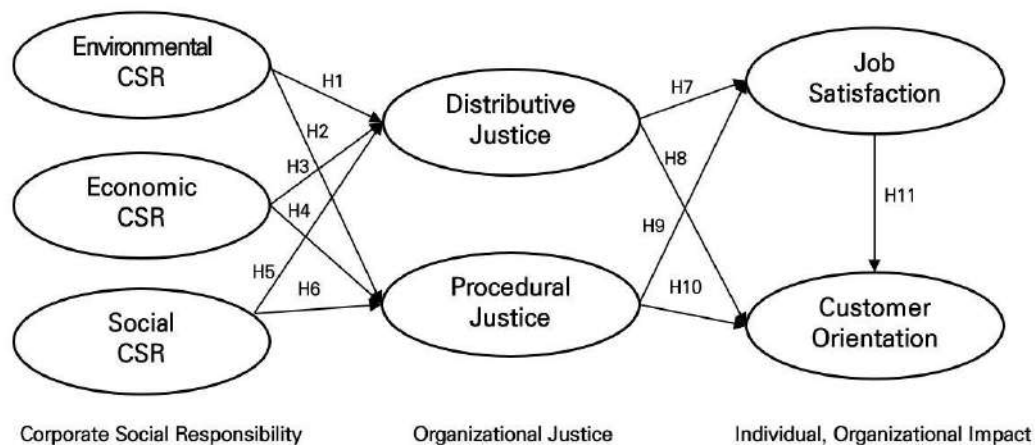 Environmental
CSR
Economic
CSR
Social
CSR
H1
H2
H3
H4
H5
H6
Distributive
Justice
Procedural
Justice
H7
H8
H9
H10
Job
Satisfaction
H11
Customer
Orientation
Corporate Social Responsibility
Organizational Justice
Individual, Organizational Impact